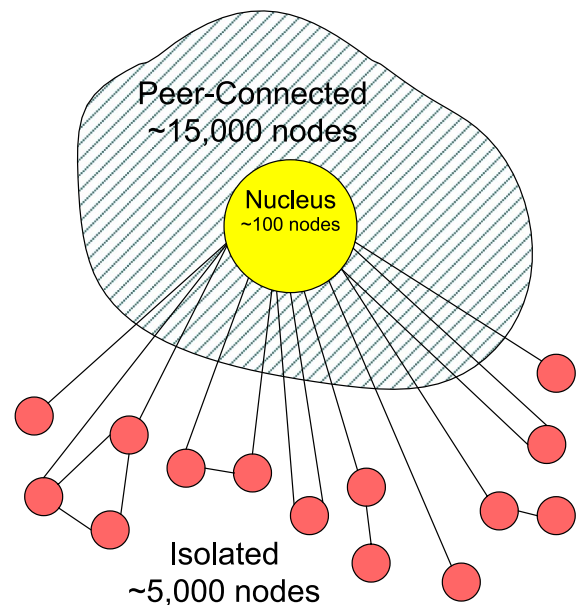 Peer-Connected
~15,000 nodes
Nucleus
~100 nodes
Isolated
~5,000 nodes